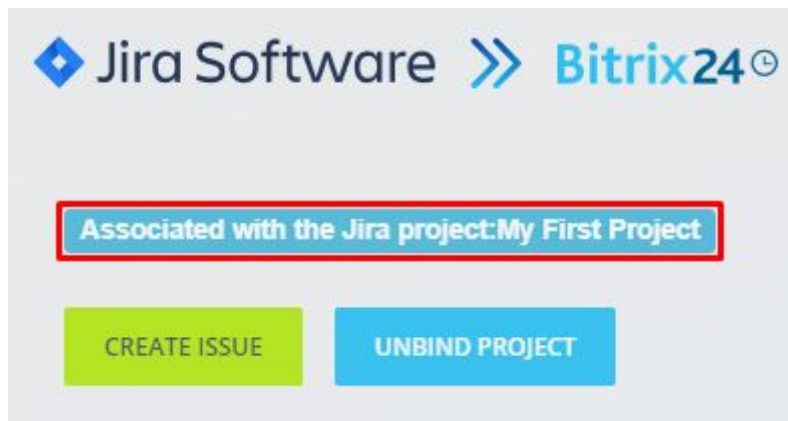 Jira Software >> Bitrix24
Associated with the Jira project:My First Project
CREATE ISSUE UNBIND PROJECT